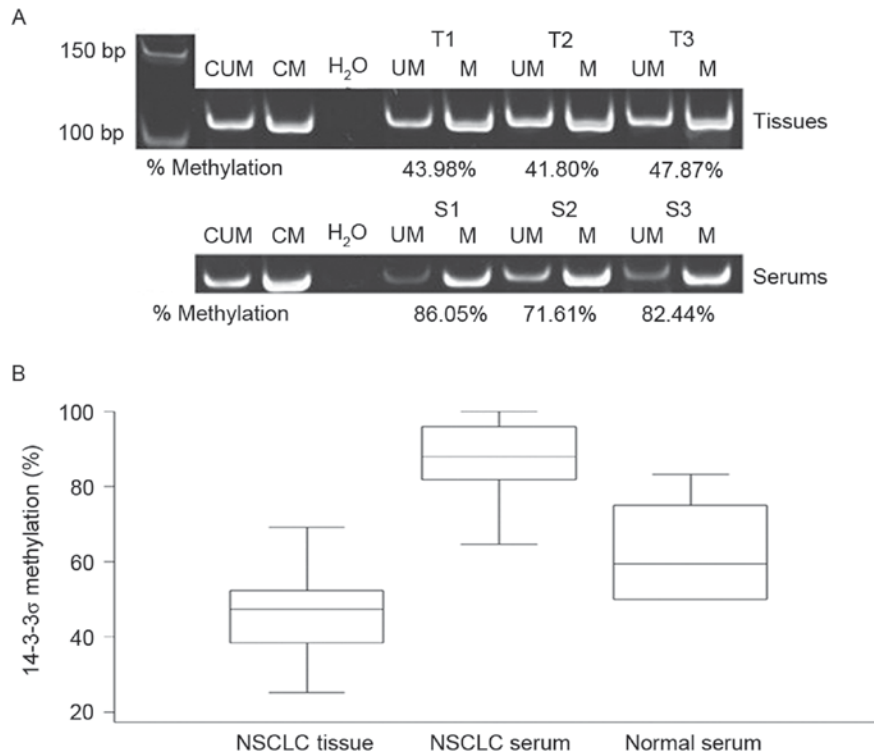 A
T1 T2 T3
150 bp CUM CM H₂O UM M UM M UM M
100 bp Tissues
% Methylation 43.98% 41.80% 47.87%
S1 S2 S3
CUM CM H₂O UM M UM M UM M
Serums
% Methylation 86.05% 71.61% 82.44%
B
14-3-3σ methylation (%)
100
80
60
40
20
NSCLC tissue NSCLC serum Normal serum